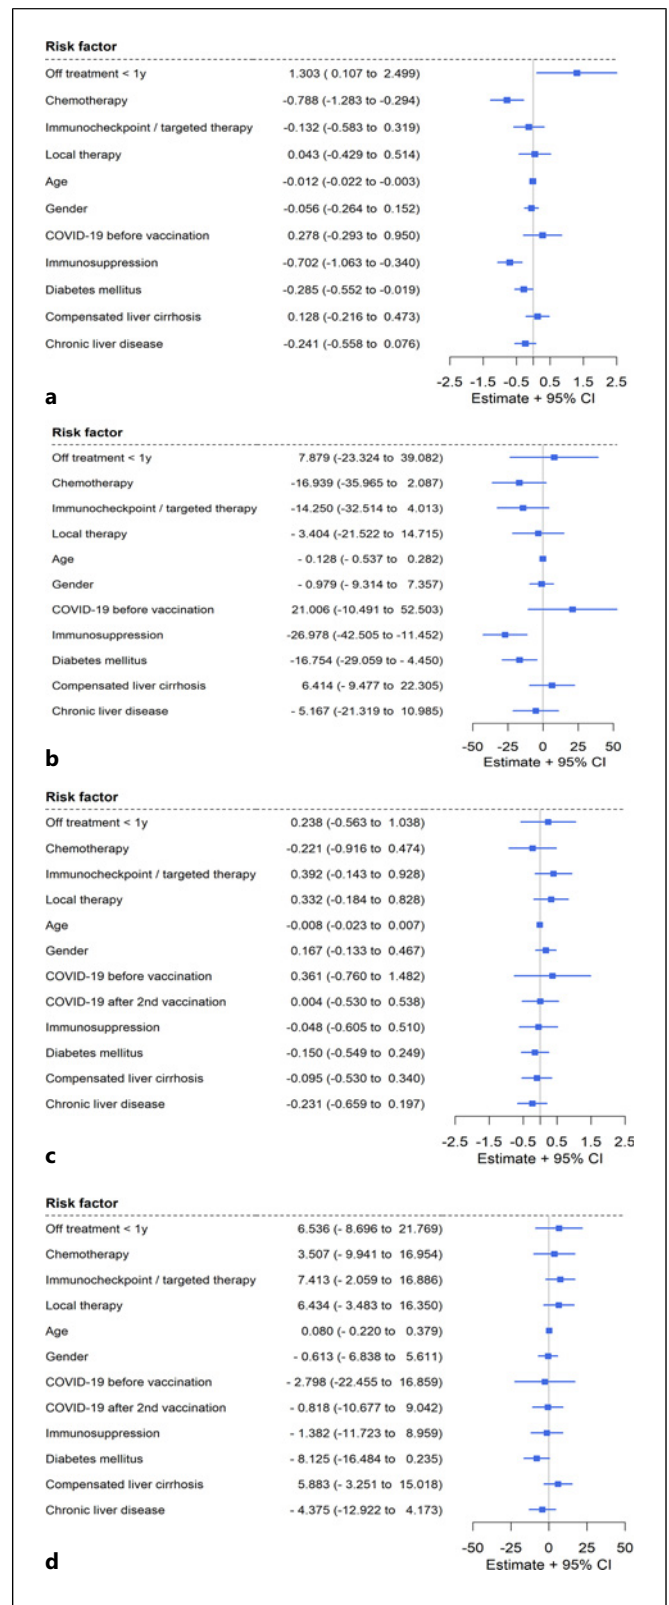 Risk factor
Off treatment < 1y 1.303 ( 0.107 to 2.499)
Chemotherapy -0.788 (-1.283 to -0.294)
Immunocheckpoint / targeted therapy -0.132 (-0.583 to 0.319)
Local therapy 0.043 (-0.429 to 0.514)
Age -0.012 (-0.022 to -0.003)
Gender -0.056 (-0.264 to 0.152)
COVID-19 before vaccination 0.278 (-0.293 to 0.950)
Immunosuppression -0.702 (-1.063 to -0.340)
Diabetes mellitus -0.285 (-0.552 to -0.019)
Compensated liver cirrhosis 0.128 (-0.216 to 0.473)
Chronic liver disease -0.241 (-0.558 to 0.076)
-2.5 -1.5 -0.5 0.5 1.5 2.5
Estimate + 95% CI
a
Risk factor
Off treatment < 1y 7.879 (-23.324 to 39.082)
Chemotherapy -16.939 (-35.965 to 2.087)
Immunocheckpoint / targeted therapy -14.250 (-32.514 to 4.013)
Local therapy - 3.404 (-21.522 to 14.715)
Age - 0.128 (- 0.537 to 0.282)
Gender - 0.979 (- 9.314 to 7.357)
COVID-19 before vaccination 21.006 (-10.491 to 52.503)
Immunosuppression -26.978 (-42.505 to -11.452)
Diabetes mellitus -16.754 (-29.059 to - 4.450)
Compensated liver cirrhosis 6.414 (- 9.477 to 22.305)
Chronic liver disease - 5.167 (-21.319 to 10.985)
-50 -25 0 25 50
Estimate + 95% CI
b
Risk factor
Off treatment < 1y 0.238 (-0.563 to 1.038)
Chemotherapy -0.221 (-0.916 to 0.474)
Immunocheckpoint / targeted therapy 0.392 (-0.143 to 0.928)
Local therapy 0.332 (-0.184 to 0.828)
Age -0.008 (-0.023 to 0.007)
Gender 0.167 (-0.133 to 0.467)
COVID-19 before vaccination 0.361 (-0.760 to 1.482)
COVID-19 after 2nd vaccination 0.004 (-0.530 to 0.538)
Immunosuppression -0.048 (-0.605 to 0.510)
Diabetes mellitus -0.150 (-0.549 to 0.249)
Compensated liver cirrhosis -0.095 (-0.530 to 0.340)
Chronic liver disease -0.231 (-0.659 to 0.197)
-2.5 -1.5 -0.5 0.5 1.5 2.5
Estimate + 95% CI
c
Risk factor
Off treatment < 1y 6.536 (- 8.696 to 21.769)
Chemotherapy 3.507 (- 9.941 to 16.954)
Immunocheckpoint / targeted therapy 7.413 (- 2.059 to 16.886)
Local therapy 6.434 (- 3.483 to 16.350)
Age 0.080 (- 0.220 to 0.379)
Gender - 0.613 (- 6.838 to 5.611)
COVID-19 before vaccination - 2.798 (-22.455 to 16.859)
COVID-19 after 2nd vaccination - 0.818 (-10.677 to 9.042)
Immunosuppression - 1.382 (-11.723 to 8.959)
Diabetes mellitus - 8.125 (-16.484 to 0.235)
Compensated liver cirrhosis 5.883 (- 3.251 to 15.018)
Chronic liver disease - 4.375 (-12.922 to 4.173)
-50 -25 0 25 50
Estimate + 95% CI
d